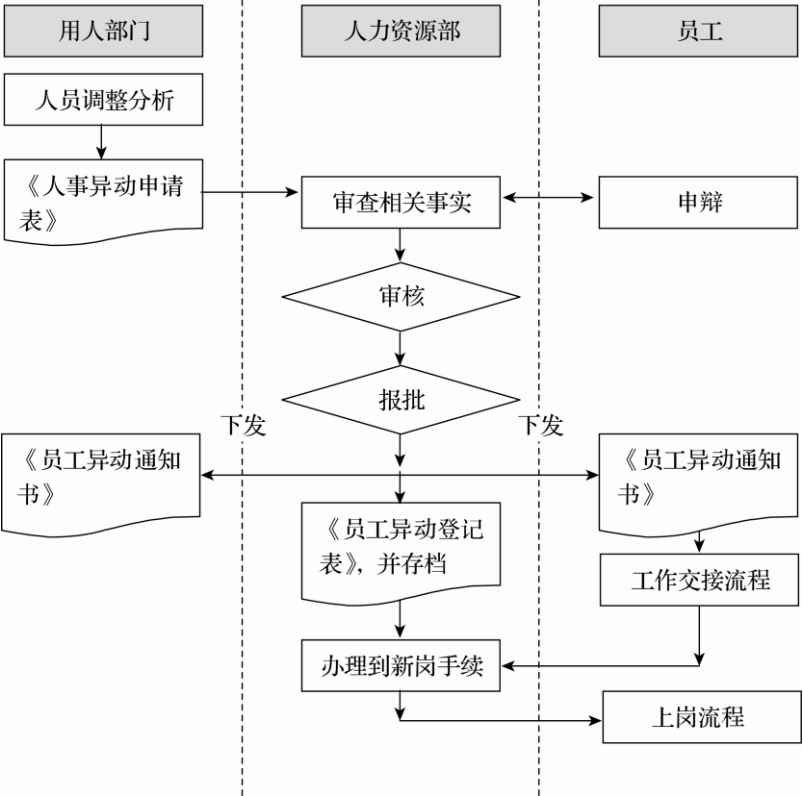 用人部门
人力资源部
员工
人员调整分析
《人事异动申请
表》
审查相关事实
申辩
审核
报批
下发
下发
《员工异动通知
书》
《员工异动通知
书》
《员工异动登记
表》，并存档
工作交接流程
办理到新岗手续
上岗流程